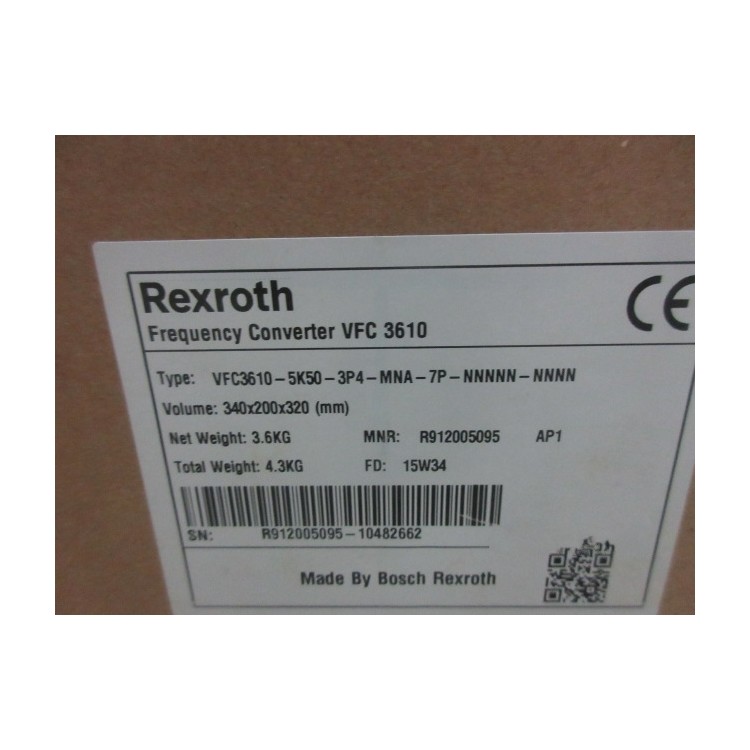 Rexroth
CE
Frequency Converter VFC 3610
Type: VFC3610-5K50-3P4-MNA-7P-NNNNN-NNNN
Volume: 340x200x320 (mm)
Net Weight: 3.6KG MNR: R912005095 AP1
Total Weight: 4.3KG FD: 15W34
SN: R912005095-10482662
Made By Bosch Rexroth